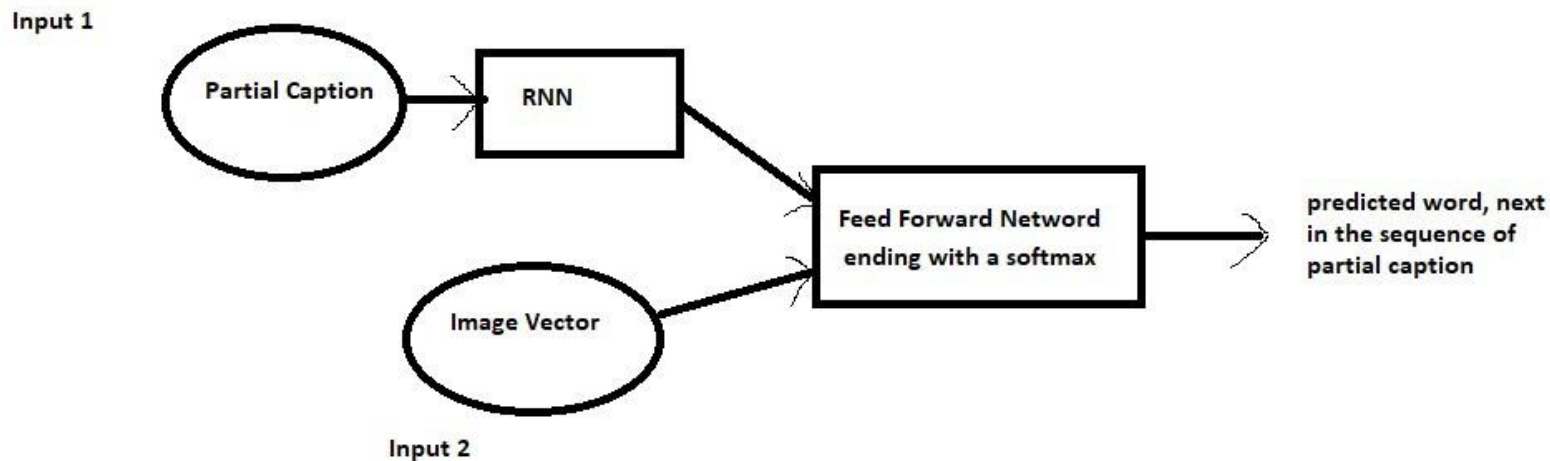 Input 1
Partial Caption
RNN
Feed Forward Netword
ending with a softmax
predicted word, next
in the sequence of
partial caption
Image Vector
Input 2